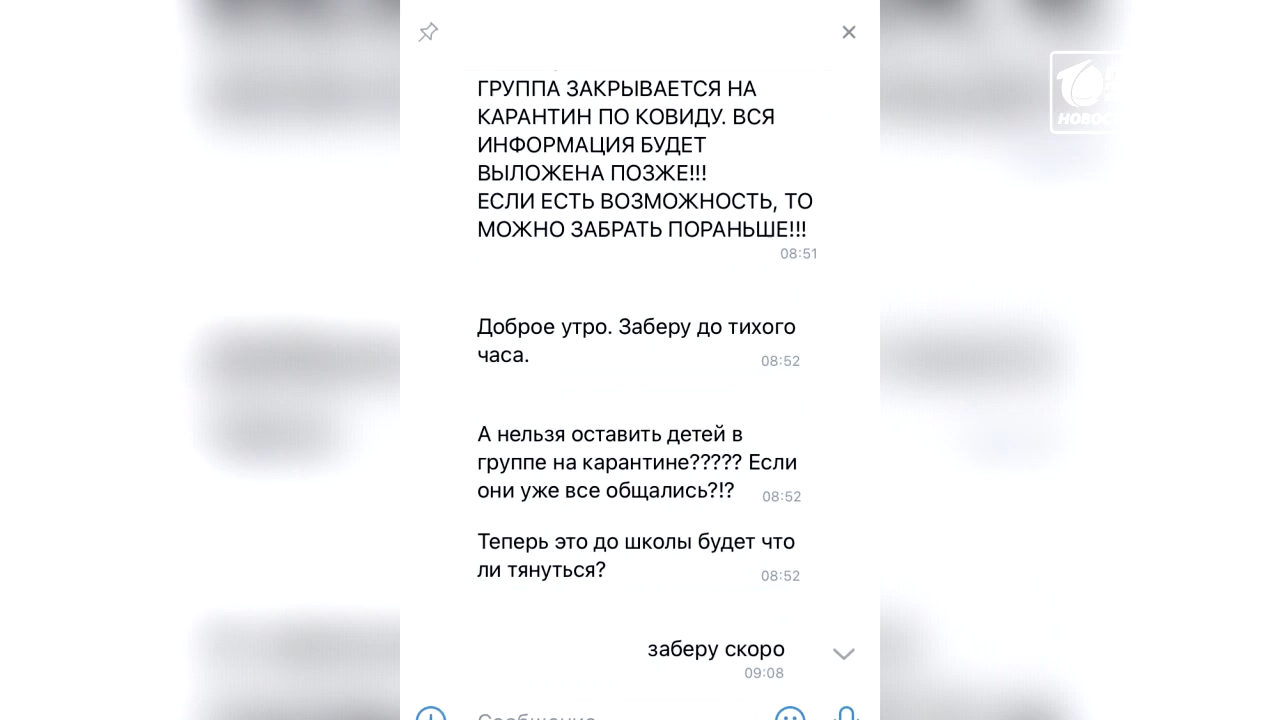 ГРУППА ЗАКРЫВАЕТСЯ НА
КАРАНТИН ПО КОВИДУ. ВСЯ
ИНФОРМАЦИЯ БУДЕТ
ВЫЛОЖЕНА ПОЗЖЕ!!!
ЕСЛИ ЕСТЬ ВОЗМОЖНОСТЬ, ТО
МОЖНО ЗАБРАТЬ ПОРАНЬШЕ!!!
08:51
Доброе утро. Заберу до тихого
часа.
08:52
А нельзя оставить детей в
группе на карантине????? Если
они уже все общались?!?
08:52
Теперь это до школы будет что
ли тянуться?
08:52
заберу скоро
09:08
Сообщение